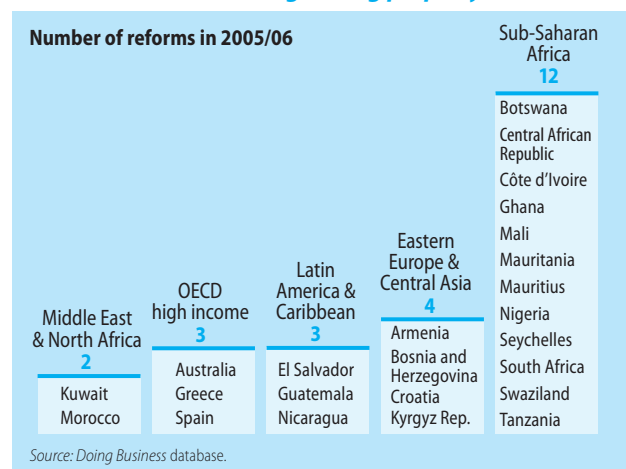 Number of reforms in 2005/06
Middle East
& North Africa
2
Kuwait
Morocco
OECD
high income
3
Australia
Greece
Spain
Latin
America &
Caribbean
3
El Salvador
Guatemala
Nicaragua
Eastern
Europe &
Central Asia
4
Armenia
Bosnia and
Herzegovina
Croatia
Kyrgyz Rep.
Sub-Saharan
Africa
12
Botswana
Central African
Republic
Côte d’Ivoire
Ghana
Mali
Mauritania
Mauritius
Nigeria
Seychelles
South Africa
Swaziland
Tanzania
Source: Doing Business database.